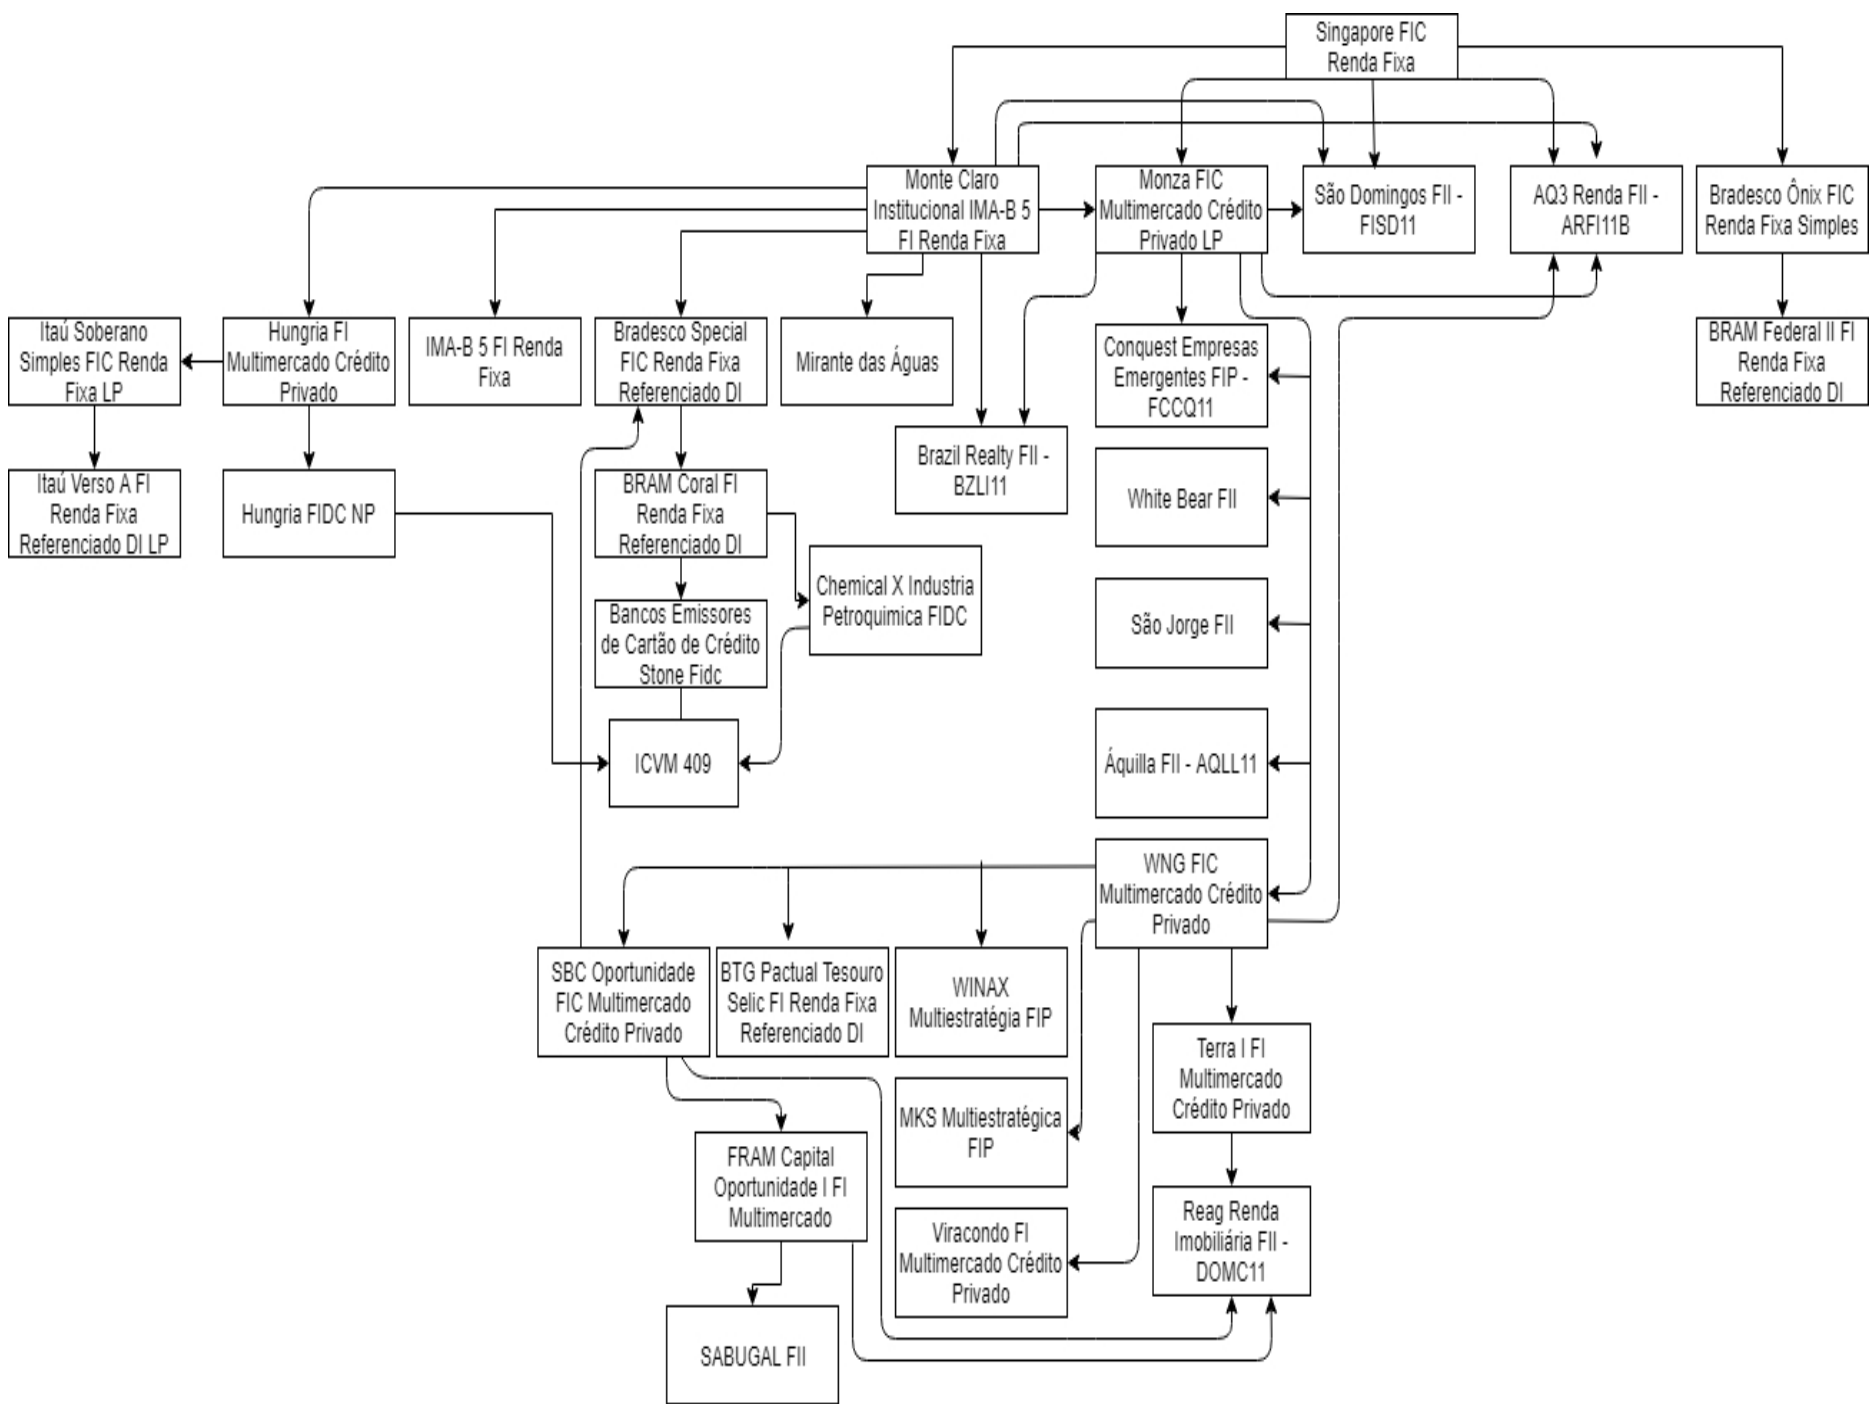 Singapore FIC
Renda Fixa
Monte Claro
Institucional IMA-B 5
FI Renda Fixa
Monza FIC
Multimercado Crédito
Privado LP
São Domingos FII -
FISD11
AQ3 Renda FII -
ARFI11B
Bradesco Ônix FIC
Renda Fixa Simples
Itaú Soberano
Simples FIC Renda
Fixa LP
Hungria FI
Multimercado Crédito
Privado
IMA-B 5 FI Renda
Fixa
Bradesco Special
FIC Renda Fixa
Referenciado DI
Mirante das Águas
Conquest Empresas
Emergentes FIP -
FCCQ11
BRAM Federal II FI
Renda Fixa
Referenciado DI
Brazil Realty FII -
BZLI11
Itaú Verso A FI
Renda Fixa
Referenciado DI LP
Hungria FIDC NP
BRAM Coral FI
Renda Fixa
Referenciado DI
White Bear FII
Chemical X Industria
Petroquimica FIDC
Bancos Emissores
de Cartão de Crédito
Stone Fidc
São Jorge FII
ICVM 409
Áquilla FII - AQLL11
WNG FIC
Multimercado Crédito
Privado
SBC Oportunidade
FIC Multimercado
Crédito Privado
BTG Pactual Tesouro
Selic FI Renda Fixa
Referenciado DI
WINAX
Multiestratégia FIP
Terra I FI
Multimercado
Crédito Privado
MKS Multiestratégica
FIP
FRAM Capital
Oportunidade I FI
Multimercado
Viracondo FI
Multimercado Crédito
Privado
Reag Renda
Imobiliária FII -
DOMC11
SABUGAL FII